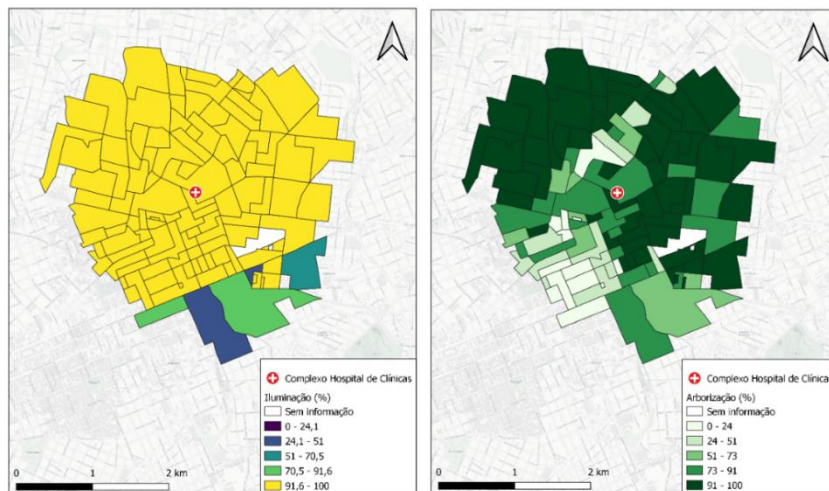 Complexo Hospital de Clínicas
Iluminação (%)
Sem informação
0 - 24,1
24,1 - 51
51 - 70,5
70,5 - 91,6
91,6 - 100
0 1 2 km
Complexo Hospital de Clínicas
Arborização (%)
Sem informação
0 - 24
24 - 51
51 - 73
73 - 91
91 - 100
0 1 2 km